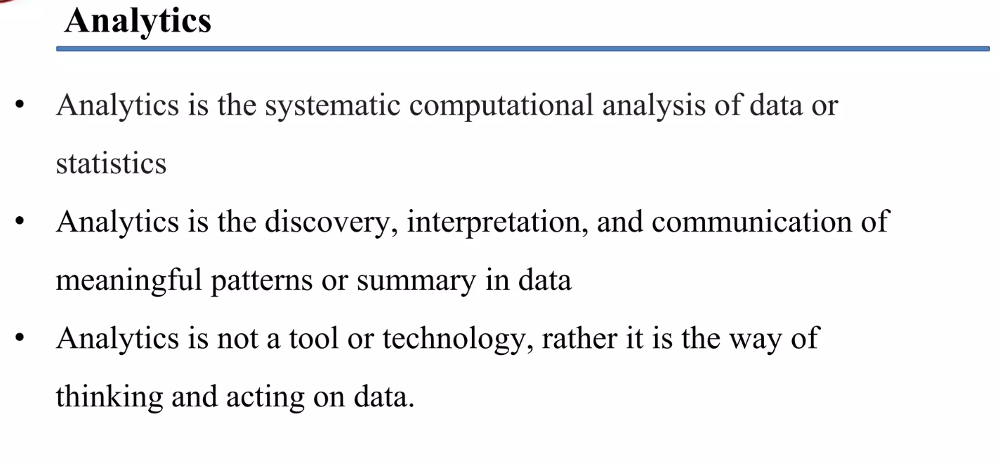 Analytics
• Analytics is the systematic computational analysis of data or
statistics
• Analytics is the discovery, interpretation, and communication of
meaningful patterns or summary in data
• Analytics is not a tool or technology, rather it is the way of
thinking and acting on data.